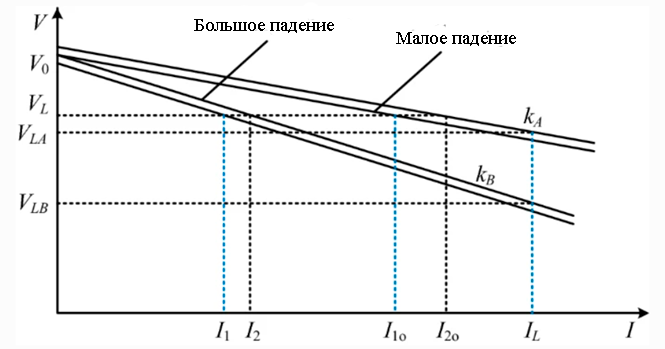 V
Большое падение
Малое падение
V0
VL
VLA
VLB
kA
kB
I1
I2
I1o
I2o
IL
I